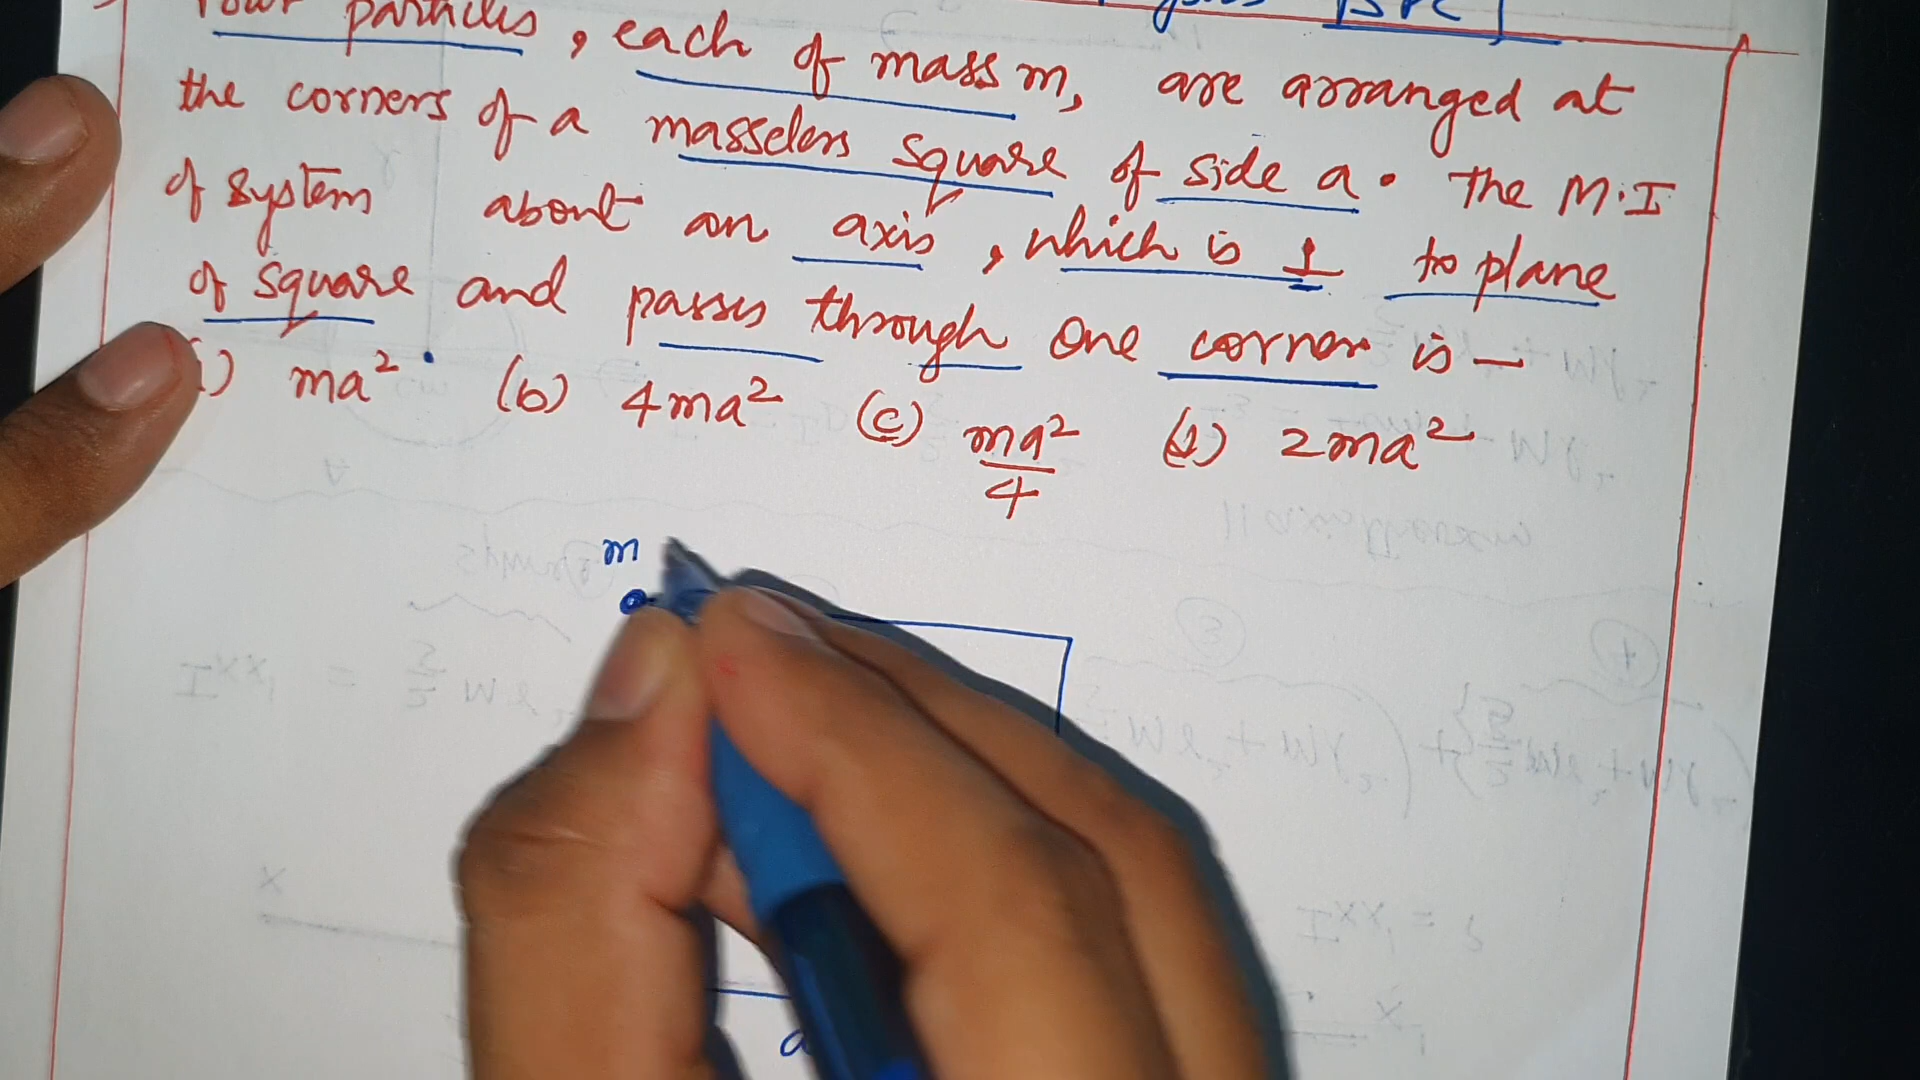 particles, each of mass m, are arranged at
the corners of a massless square of side a. The M.I
of system about an axis, which is ⊥ to plane
of square and passes through one corner is —
ma² (b) 4ma² (c) ma²/4 (d) 2ma²
m
a